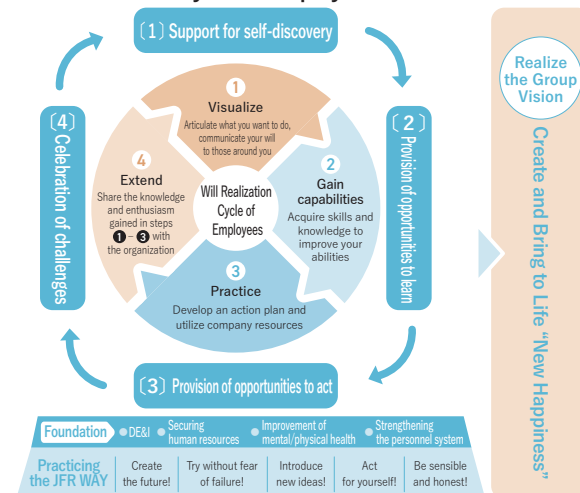 (1) Support for self-discovery
1
Visualize
Articulate what you want to do,
communicate your will
to those around you
(2) Provision of opportunities to learn
2
Gain
capabilities
Acquire skills and
knowledge to
improve your
abilities
Will Realization
Cycle of
Employees
3
Practice
Develop an action plan and
utilize company resources
(3) Provision of opportunities to act
4
Extend
Share the knowledge
and enthusiasm
gained in steps
1 – 3 with
the organization
(4) Celebration of challenges
Foundation
DE&I
Securing
human resources
Improvement of
mental/physical health
Strengthening
the personnel system
Practicing
the JFR WAY
Create
the future!
Try without fear
of failure!
Introduce
new ideas!
Act
for yourself!
Be sensible
and honest!
Realize
the Group
Vision
Create and Bring to Life “New Happiness”